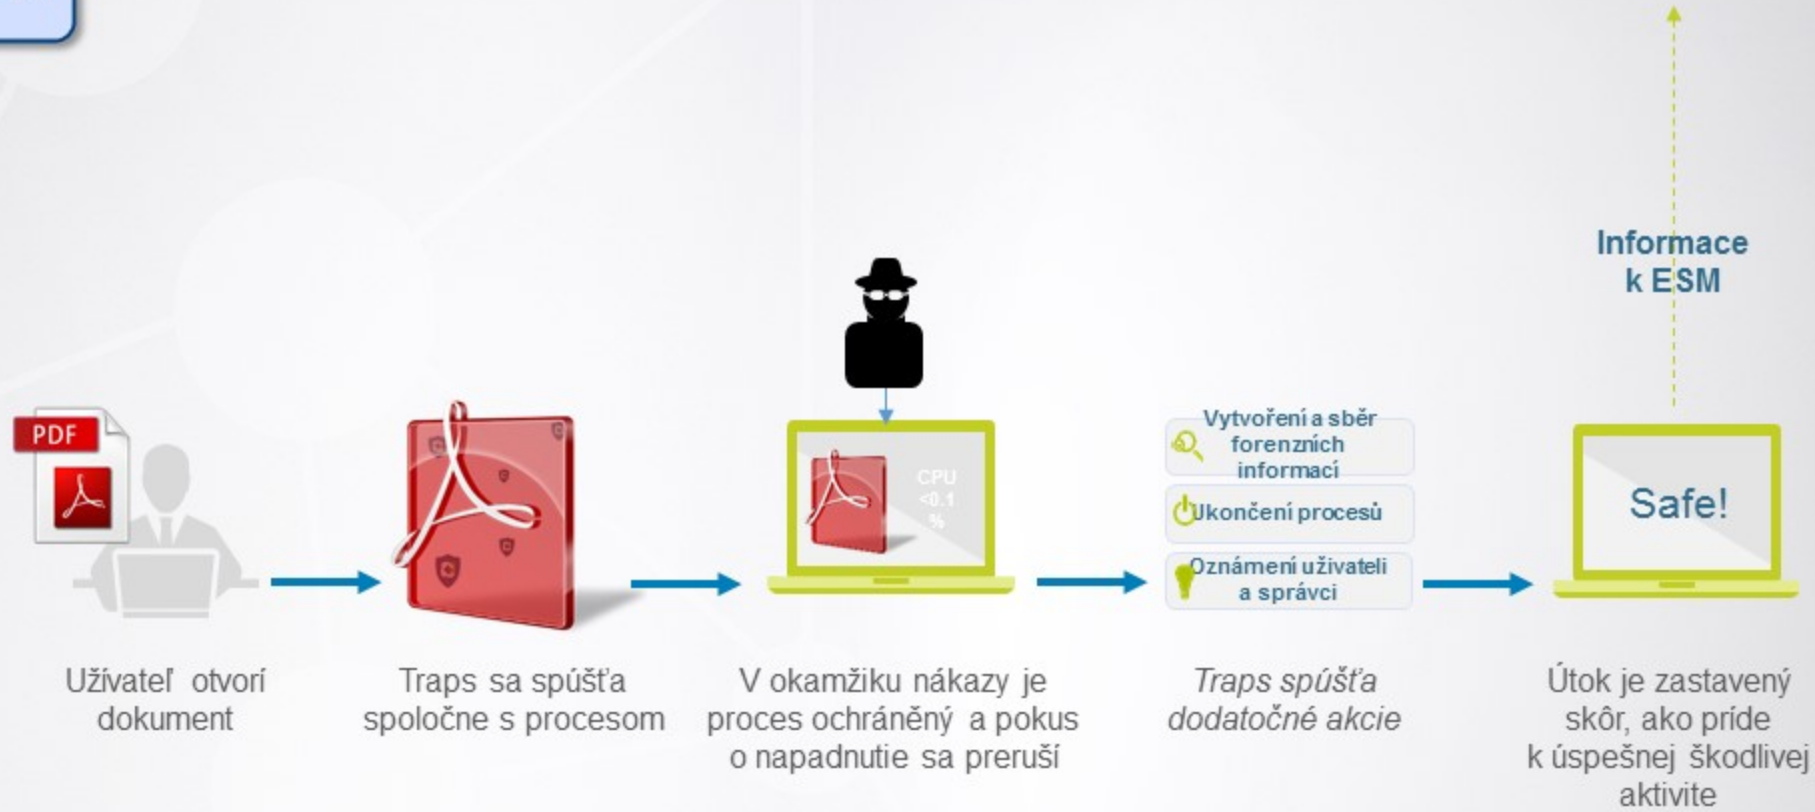 Informace
k ESM
PDF
CPU
<0.1
%
Vytvoření a sběr
forenzních
informací
Ukončení procesů
Oznámení uživateli
a správci
Safe!
Užívateľ otvorí
dokument
Traps sa spúšťa
spoločne s procesom
V okamžiku nákazy je
proces ochráněný a pokus
o napadnutie sa preruší
Traps spúšťa
dodatočné akcie
Útok je zastavený
skôr, ako príde
k úspešnej škodlivej
aktivite